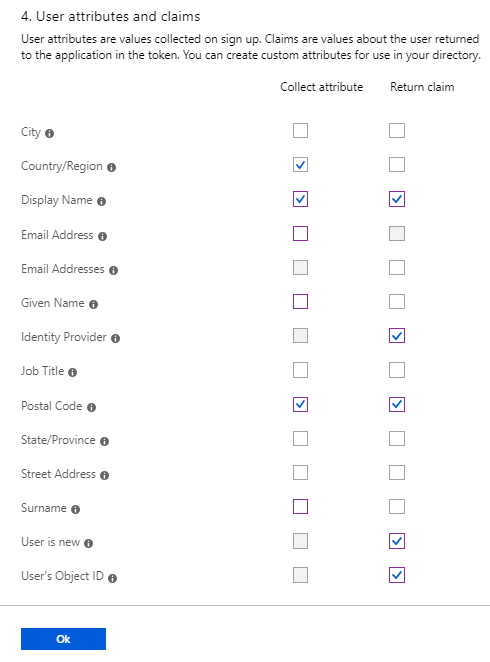 4. User attributes and claims
User attributes are values collected on sign up. Claims are values about the user returned
to the application in the token. You can create custom attributes for use in your directory.
Collect attribute Return claim
City
Country/Region
Display Name
Email Address
Email Addresses
Given Name
Identity Provider
Job Title
Postal Code
State/Province
Street Address
Surname
User is new
User's Object ID
Ok